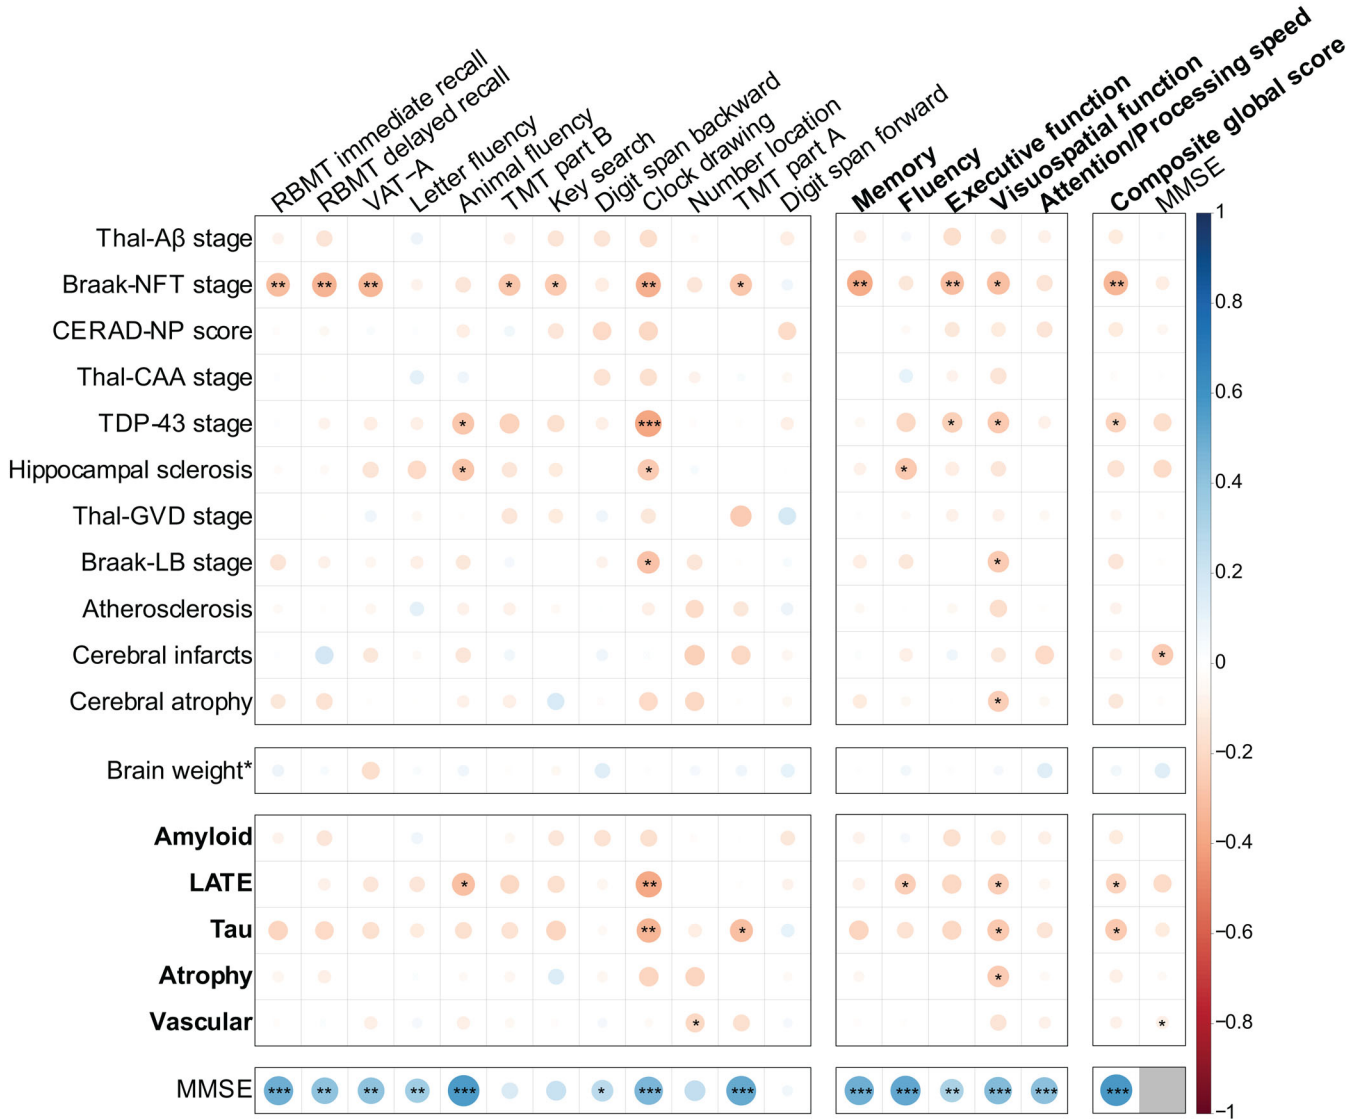 RBMT immediate recall
RBMT delayed recall
VAT−A
Letter fluency
Animal fluency
TMT part B
Key search
Digit span backward
Clock drawing
Number location
TMT part A
Digit span forward
Memory
Fluency
Executive function
Visuospatial function
Attention/Processing speed
Composite global score
MMSE
Thal-Aβ stage
Braak-NFT stage ** ** ** * * ** * ** ** * **
CERAD-NP score
Thal-CAA stage
TDP-43 stage * *** * * *
Hippocampal sclerosis * * *
Thal-GVD stage
Braak-LB stage * *
Atherosclerosis
Cerebral infarcts *
Cerebral atrophy *
Brain weight*
Amyloid
LATE * ** * * *
Tau ** * * *
Atrophy *
Vascular * *
MMSE *** ** ** ** *** * *** *** *** *** ** *** *** ***
1
0.8
0.6
0.4
0.2
0
−0.2
−0.4
−0.6
−0.8
−1